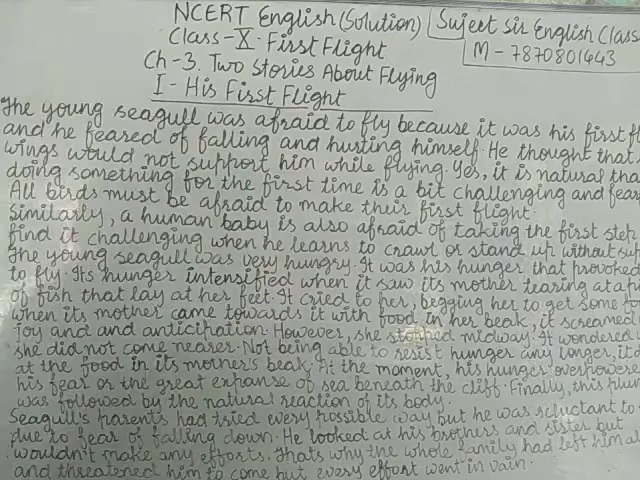 NCERT English (Solution)
Sujeet Sir English Class
Class-X-First Flight
M - 7870801443
Ch-3. Two Stories About Flying
I - His First Flight
The young seagull was afraid to fly because it was his first
and he feared of falling and hurting himself. He thought that
wings would not support him while flying. Yes, it is natural tha
doing something for the first time is a bit challenging and fear
All birds must be afraid to make their first flight.
Similarly, a human baby is also afraid of taking the first step
find it challenging when he learns to crawl or stand up without sup
The young seagull was very hungry. It was his hunger that provoked
to fly. Its hunger intensified when it saw its mother tearing at a pi
of fish that lay at her feet. It cried to her, begging her to get some
when its mother came towards it with food in her beak, it screamed
joy and and anticipation. However, she stopped midway. It wondered
she did not come nearer. Not being able to resist hunger any longer, it
at the food in its mother's beak. At the moment, his hunger overpowere
his fear or the great expanse of sea beneath the cliff. Finally, this plun
was followed by the natural reaction of its body.
Seagull's parents had tried every possible way but he was reluctant to
due to fear of falling down. He looked at his brothers and sister but
wouldn't make any efforts. Thats why the whole family had left him al
and threatened him to come but every effort went in vain.